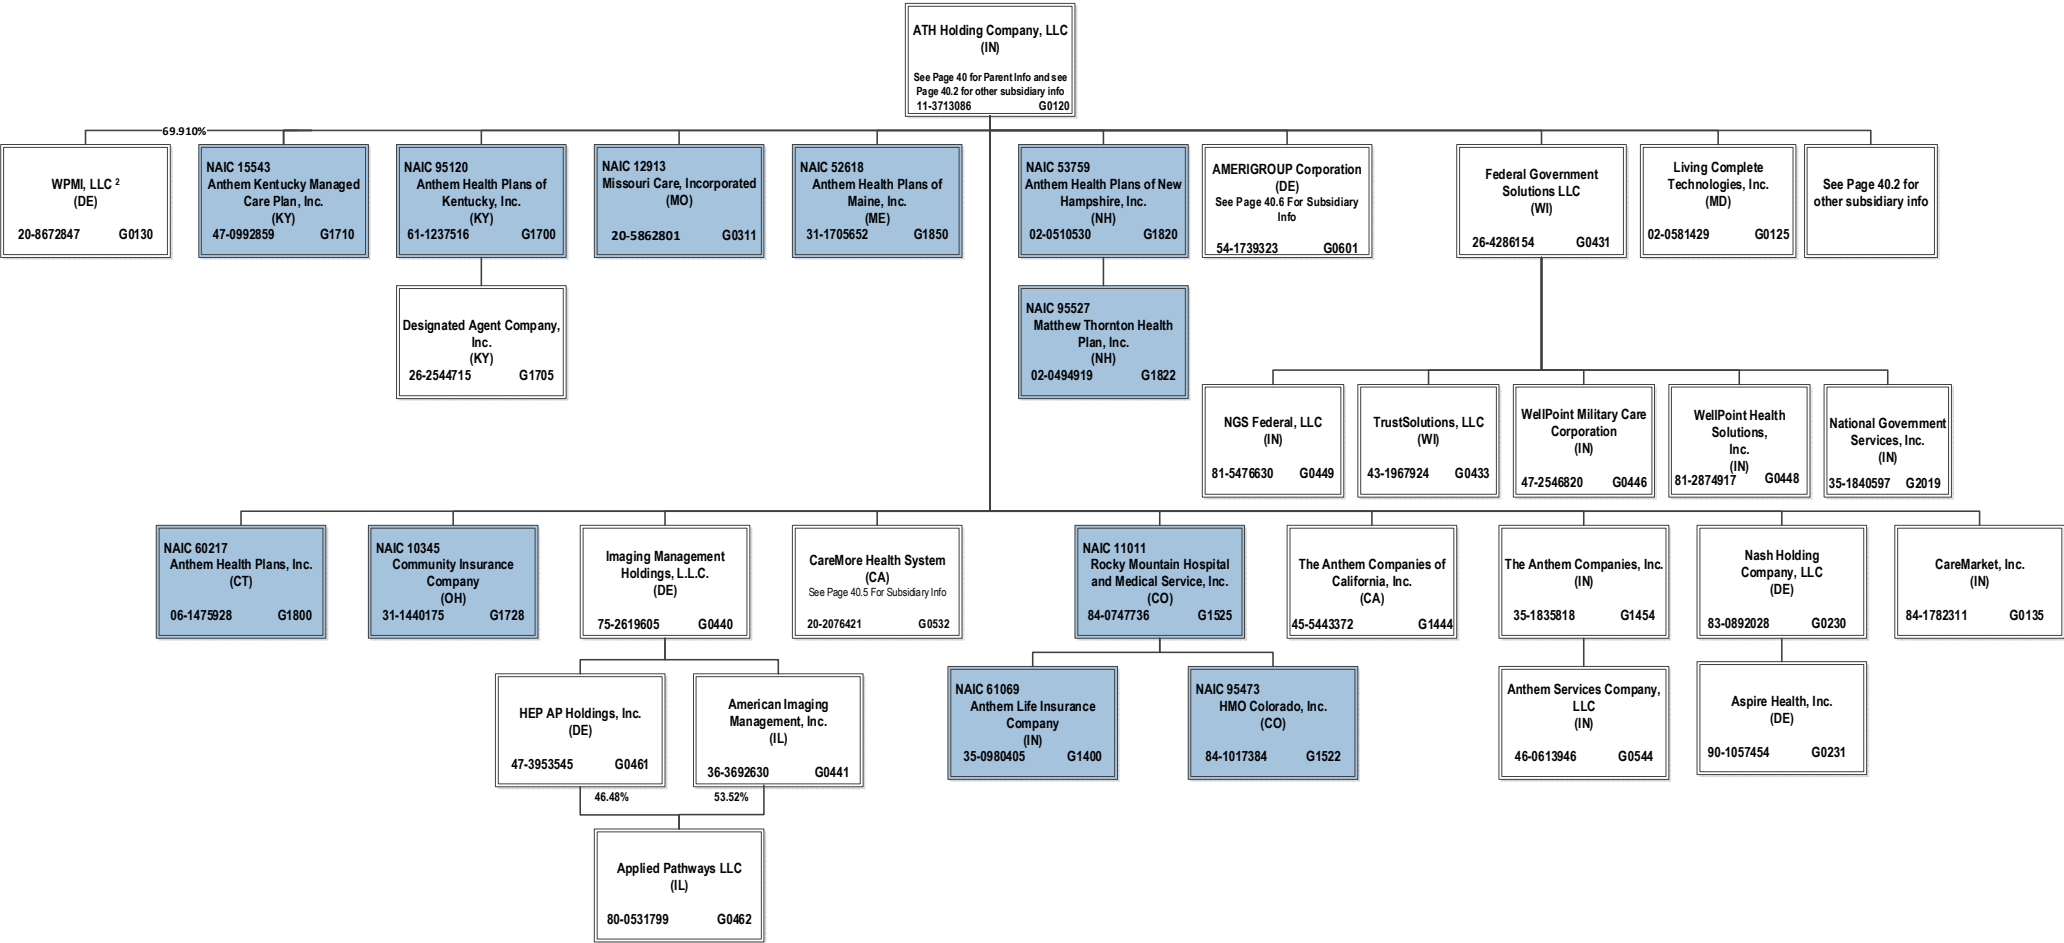 ATH Holding Company, LLC
(IN)
See Page 40 for Parent Info and see
Page 40.2 for other subsidiary info
11-3713086 G0120
69.910%
WPMI, LLC 2
(DE)
20-8672847 G0130
NAIC 15543
Anthem Kentucky Managed
Care Plan, Inc.
(KY)
47-0992859 G1710
NAIC 95120
Anthem Health Plans of
Kentucky, Inc.
(KY)
61-1237516 G1700
NAIC 12913
Missouri Care, Incorporated
(MO)
20-5862801 G0311
NAIC 52618
Anthem Health Plans of
Maine, Inc.
(ME)
31-1705652 G1850
NAIC 53759
Anthem Health Plans of New
Hampshire, Inc.
(NH)
02-0510530 G1820
AMERIGROUP Corporation
(DE)
See Page 40.6 For Subsidiary
Info
54-1739323 G0601
Federal Government
Solutions LLC
(WI)
26-4286154 G0431
Living Complete
Technologies, Inc.
(MD)
02-0581429 G0125
See Page 40.2 for
other subsidiary info
Designated Agent Company,
Inc.
(KY)
26-2544715 G1705
NAIC 95527
Matthew Thornton Health
Plan, Inc.
(NH)
02-0494919 G1822
NGS Federal, LLC
(IN)
81-5476630 G0449
TrustSolutions, LLC
(WI)
43-1967924 G0433
WellPoint Military Care
Corporation
(IN)
47-2546820 G0446
WellPoint Health
Solutions,
Inc.
(IN)
81-2874917 G0448
National Government
Services, Inc.
(IN)
35-1840597 G2019
NAIC 60217
Anthem Health Plans, Inc.
(CT)
06-1475928 G1800
NAIC 10345
Community Insurance
Company
(OH)
31-1440175 G1728
Imaging Management
Holdings, L.L.C.
(DE)
75-2619605 G0440
CareMore Health System
(CA)
See Page 40.5 For Subsidiary Info
20-2076421 G0532
NAIC 11011
Rocky Mountain Hospital
and Medical Service, Inc.
(CO)
84-0747736 G1525
The Anthem Companies of
California, Inc.
(CA)
45-5443372 G1444
The Anthem Companies, Inc.
(IN)
35-1835818 G1454
Nash Holding
Company, LLC
(DE)
83-0892028 G0230
CareMarket, Inc.
(IN)
84-1782311 G0135
HEP AP Holdings, Inc.
(DE)
47-3953545 G0461
American Imaging
Management, Inc.
(IL)
36-3692630 G0441
NAIC 61069
Anthem Life Insurance
Company
(IN)
35-0980405 G1400
NAIC 95473
HMO Colorado, Inc.
(CO)
84-1017384 G1522
Anthem Services Company,
LLC
(IN)
46-0613946 G0544
Aspire Health, Inc.
(DE)
90-1057454 G0231
46.48% 53.52%
Applied Pathways LLC
(IL)
80-0531799 G0462